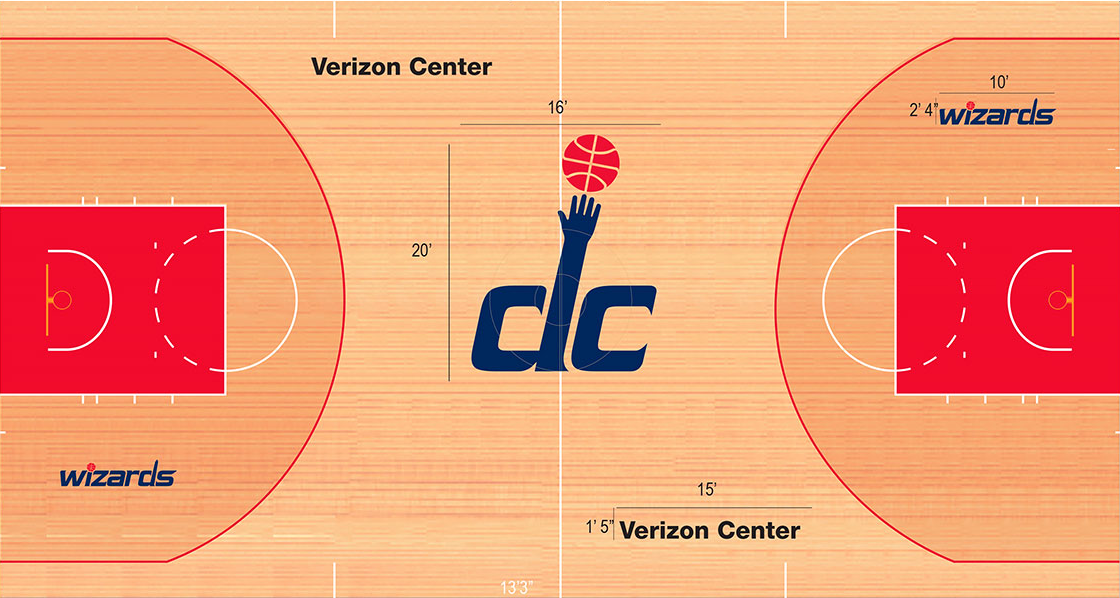 Verizon Center
10’
16’
2’ 4”
wizards
20’
dc
wizards
15’
1’ 5”
Verizon Center
13’3”